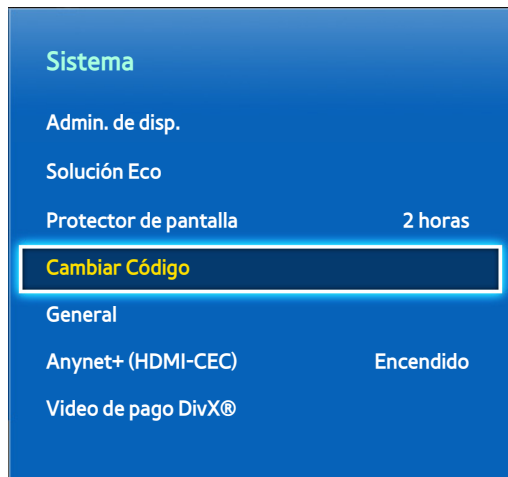 Sistema
Admin. de disp.
Solución Eco
Protector de pantalla 2 horas
Cambiar Código
General
Anynet+ (HDMI-CEC) Encendido
Video de pago DivX®